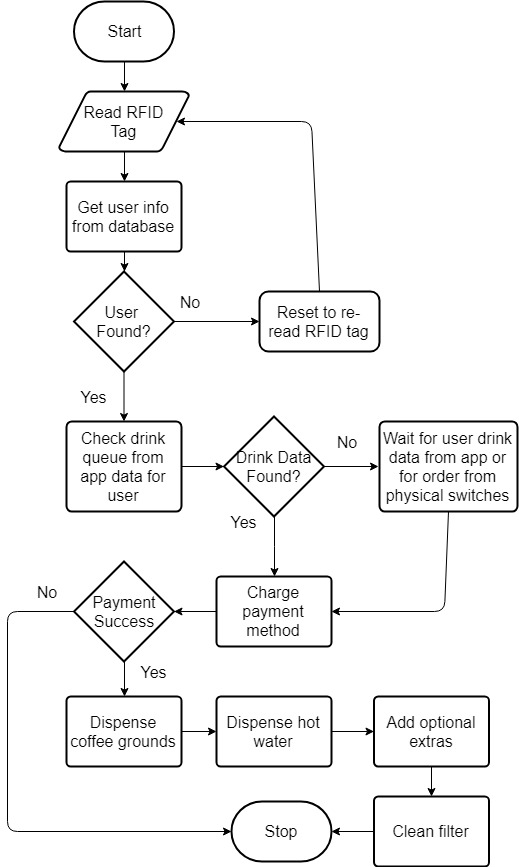 Start
Read RFID
Tag
Get user info
from database
User
Found?
No
Reset to re-
read RFID tag
Yes
Check drink
queue from
app data for
user
Drink Data
Found?
No
Wait for user drink
data from app or
for order from
physical switches
Yes
Charge
payment
method
Payment
Success
No
Yes
Dispense
coffee grounds
Dispense hot
water
Add optional
extras
Clean filter
Stop